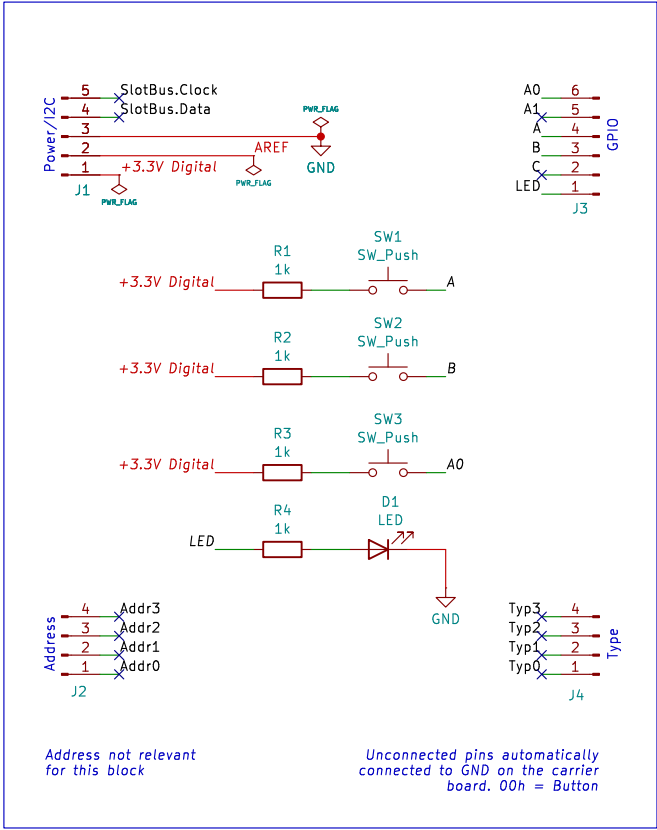 Power/I2C
5 SlotBus.Clock
4 SlotBus.Data
3
2 AREF
1 +3.3V Digital
J1
PWR_FLAG
GND
PWR_FLAG
PWR_FLAG
A0 6
A1 5
A 4
B 3
C 2
LED 1
GPIO
J3
SW1
R1 SW_Push
1k
+3.3V Digital A
SW2
R2 SW_Push
1k
+3.3V Digital B
SW3
R3 SW_Push
1k
+3.3V Digital A0
D1
R4 LED
1k
LED
GND
Address
4 Addr3
3 Addr2
2 Addr1
1 Addr0
J2
Typ3 4
Typ2 3
Typ1 2
Typ0 1
Type
J4
Address not relevant
for this block
Unconnected pins automatically
connected to GND on the carrier
board. 00h = Button